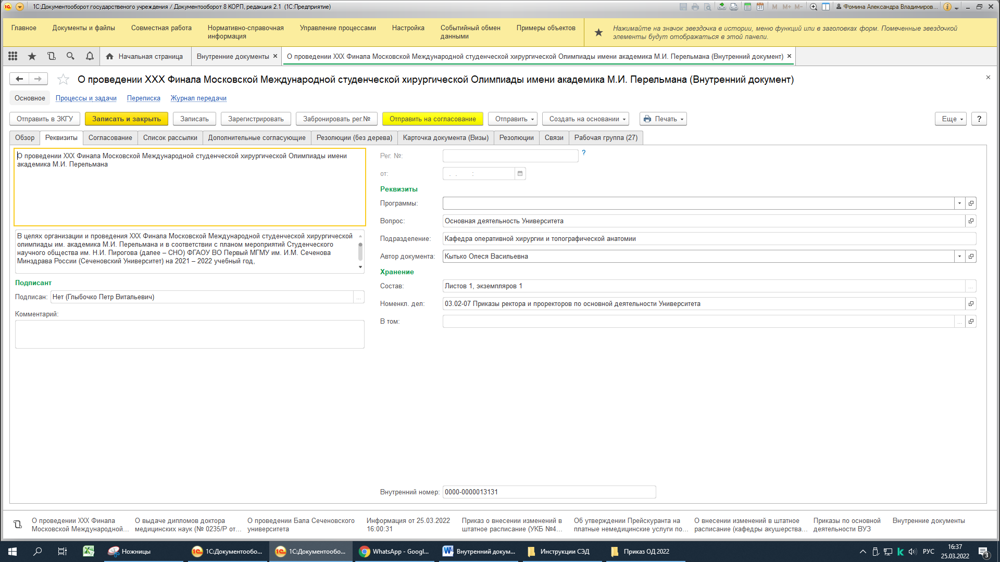 1С:Документооборот государственого учреждения / Документооборот 8 КОРП, редакция 2.1 (1С:Предприятие)
M M+ M-
Фомина Александра Владимиров...
Главное
Документы и файлы
Совместная работа
Нормативно-справочная
информация
Управление процессами
Настройка
Событийный обмен
данными
Примеры объектов
Нажимайте на значок звездочка в истории, меню функций или в заголовках форм. Помеченные звездочкой
элементы будут отображаться в этой панели.
Начальная страница
Внутренние документы ×
О проведении XXX Финала Московской Международной студенческой хирургической Олимпиады имени академика М.И. Перельмана (Внутренний документ) ×
О проведении XXX Финала Московской Международной студенческой хирургической Олимпиады имени академика М.И. Перельмана (Внутренний документ)
Основное Процессы и задачи Переписка Журнал передачи
Отправить в ЗКГУ
Записать и закрыть
Записать
Зарегистрировать
Забронировать рег.№
Отправить на согласование
Отправить
Создать на основании
Печать
Еще
?
Обзор
Реквизиты
Согласование
Список рассылки
Дополнительные согласующие
Резолюции (без дерева)
Карточка документа (Визы)
Резолюции
Связи
Рабочая группа (27)
О проведении XXX Финала Московской Международной студенческой хирургической Олимпиады имени
академика М.И. Перельмана
В целях организации и проведения XXX Финала Московской Международной студенческой хирургической
олимпиады им. академика М.И. Перельмана и в соответствии с планом мероприятий Студенческого
научного общества им. Н.И. Пирогова (далее – СНО) ФГАОУ ВО Первый МГМУ им. И.М. Сеченова
Минздрава России (Сеченовский Университет) на 2021 – 2022 учебный год,
Подписант
Подписан: Нет (Глыбочко Петр Витальевич) ...
Комментарий:
Рег. №: ?
от: . . :
Реквизиты
Программы:
Вопрос: Основная деятельность Университета
Подразделение: Кафедра оперативной хирургии и топографической анатомии
Автор документа: Кытько Олеся Васильевна
Хранение
Состав: Листов 1, экземпляров 1 ...
Номенкл. дел: 03.02-07 Приказы ректора и проректоров по основной деятельности Университета
В том: ...
Внутренний номер: 0000-0000013131
О проведении XXX Финала
Московской Международной...
О выдаче дипломов доктора
медицинских наук (№ 0235/Р от...
О проведении Бала Сеченовского
университета
Информация от 25.03.2022
16:00:31
Приказ о внесении изменений в
штатное расписание (УКБ №4...
Об утверждении Прейскуранта на
платные немедицинские услуги по...
О внесении изменений в штатное
расписание (кафедры акушерства...
Приказы по основной
деятельности ВУЗ
Внутренние документы
Ножницы
1С:Документообо...
1С:Документообо...
WhatsApp - Googl...
Внутренний докум...
Инструкции СЭД
Приказ ОД 2022
РУС
16:37
25.03.2022
3